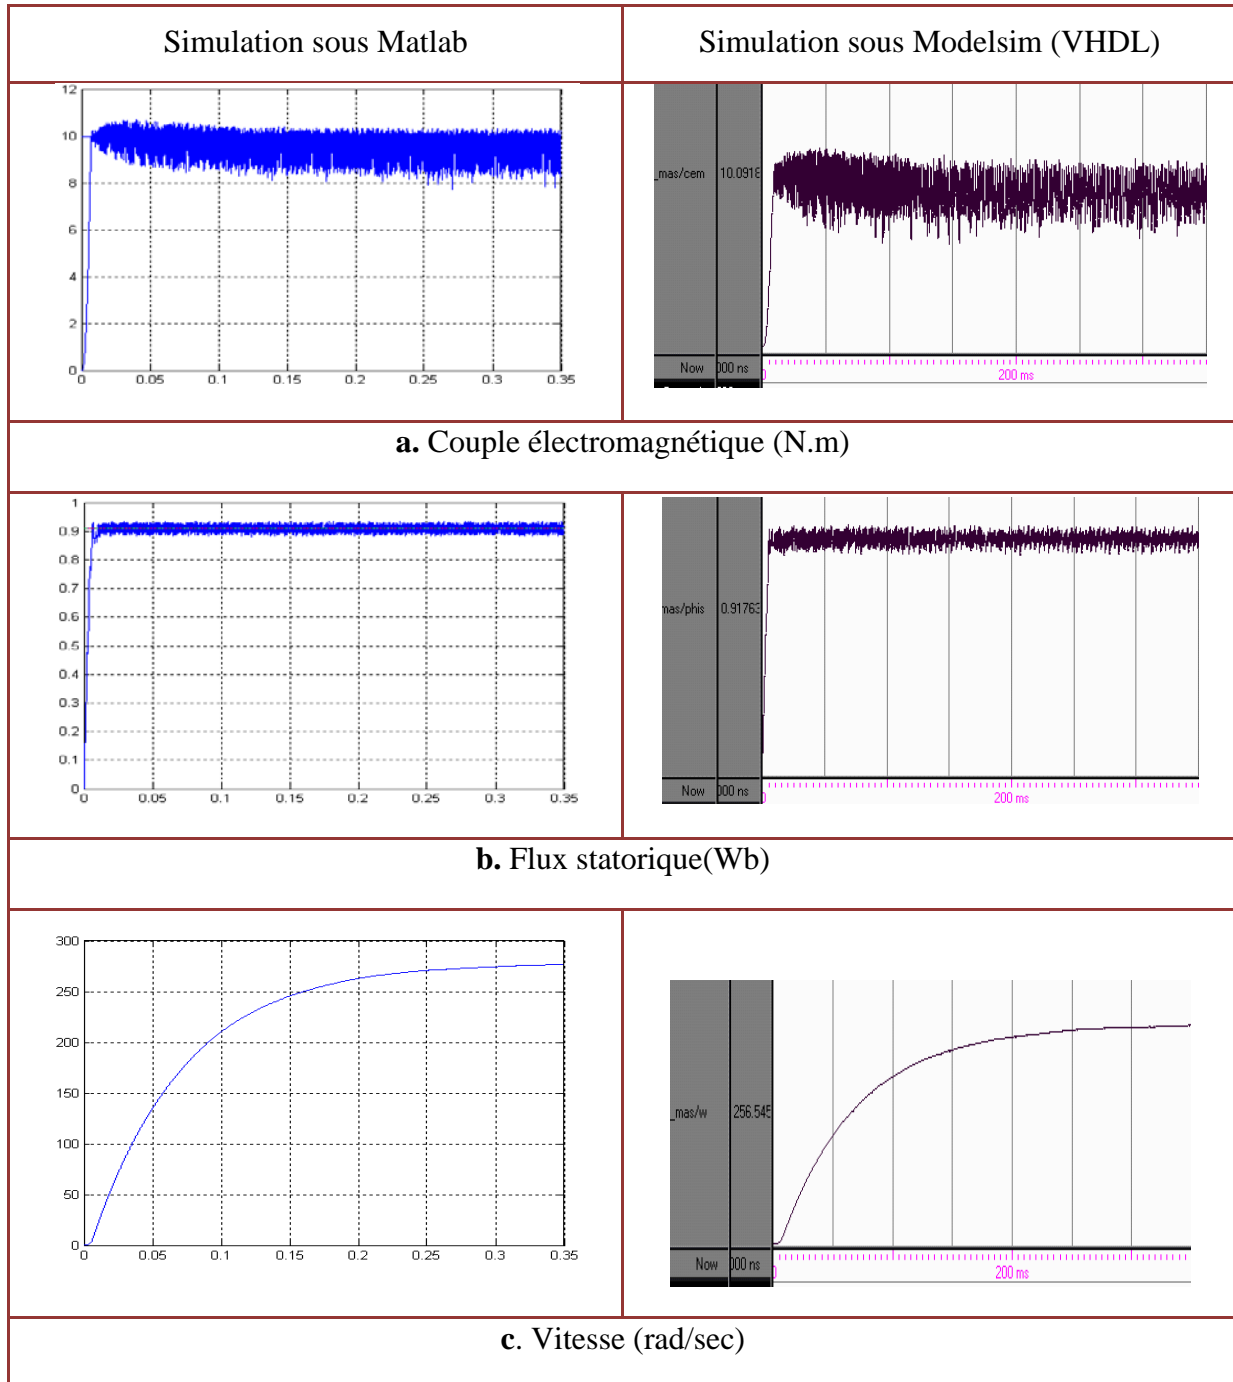 Simulation sous Matlab
Simulation sous Modelsim (VHDL)
12
10
8
6
4
2
0
0 0.05 0.1 0.15 0.2 0.25 0.3 0.35
_mas/cem 10.0918
Now 000 ns
200 ms
a. Couple électromagnétique (N.m)
1
0.9
0.8
0.7
0.6
0.5
0.4
0.3
0.2
0.1
0
0 0.05 0.1 0.15 0.2 0.25 0.3 0.35
mas/phis 0.91763
Now 000 ns
200 ms
b. Flux statorique(Wb)
300
250
200
150
100
50
0
0 0.05 0.1 0.15 0.2 0.25 0.3 0.35
_mas/w 256.545
Now 000 ns
200 ms
c. Vitesse (rad/sec)